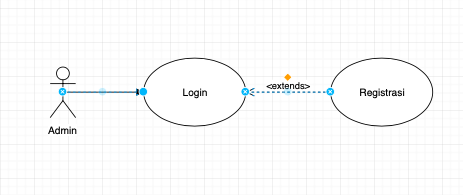 <extends>
Login
Registrasi
Admin